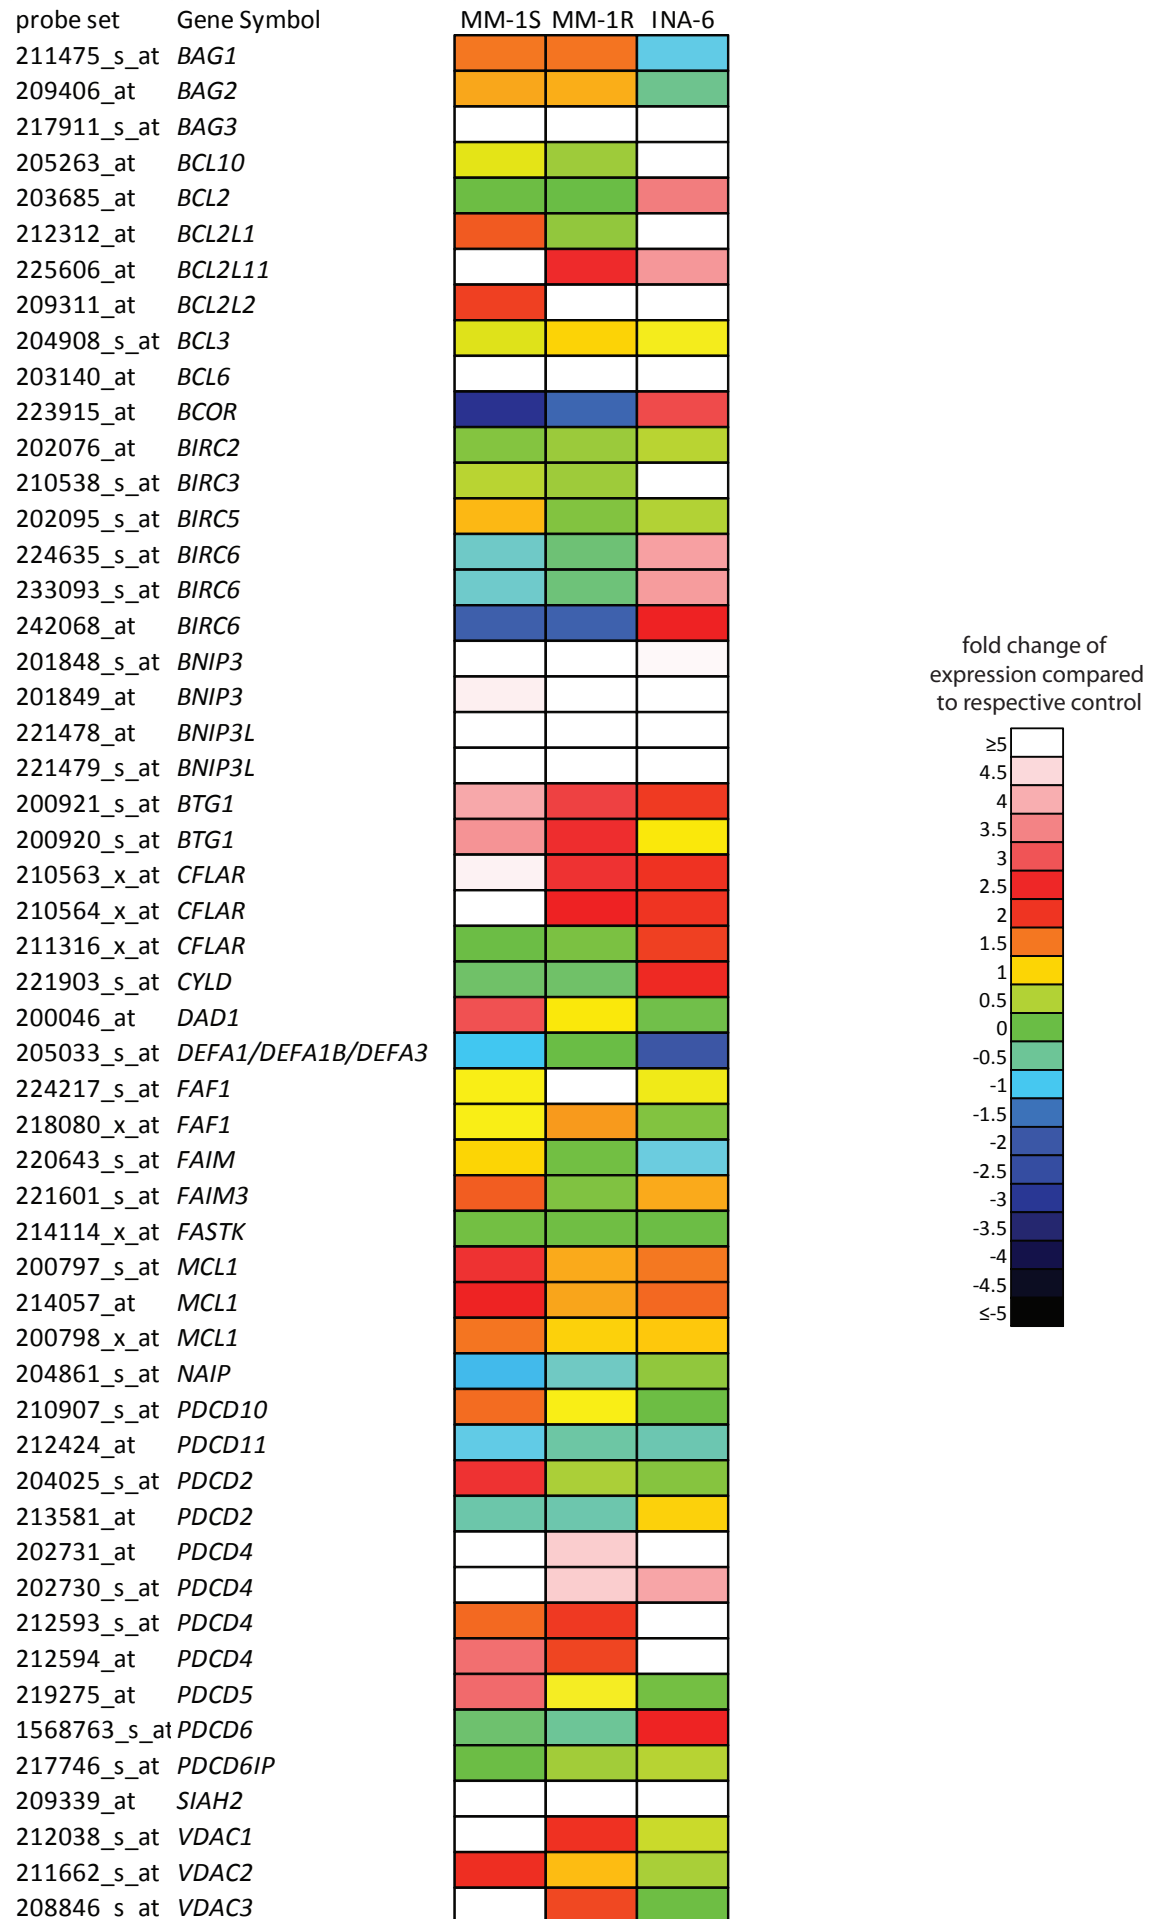 probe set Gene Symbol MM-1S MM-1R INA-6
211475_s_at BAG1
209406_at BAG2
217911_s_at BAG3
205263_at BCL10
203685_at BCL2
212312_at BCL2L1
225606_at BCL2L11
209311_at BCL2L2
204908_s_at BCL3
203140_at BCL6
223915_at BCOR
202076_at BIRC2
210538_s_at BIRC3
202095_s_at BIRC5
224635_s_at BIRC6
233093_s_at BIRC6
242068_at BIRC6
201848_s_at BNIP3
201849_at BNIP3
221478_at BNIP3L
221479_s_at BNIP3L
200921_s_at BTG1
200920_s_at BTG1
210563_x_at CFLAR
210564_x_at CFLAR
211316_x_at CFLAR
221903_s_at CYLD
200046_at DAD1
205033_s_at DEFA1/DEFA1B/DEFA3
224217_s_at FAF1
218080_x_at FAF1
220643_s_at FAIM
221601_s_at FAIM3
214114_x_at FASTK
200797_s_at MCL1
214057_at MCL1
200798_x_at MCL1
204861_s_at NAIP
210907_s_at PDCD10
212424_at PDCD11
204025_s_at PDCD2
213581_at PDCD2
202731_at PDCD4
202730_s_at PDCD4
212593_s_at PDCD4
212594_at PDCD4
219275_at PDCD5
1568763_s_at PDCD6
217746_s_at PDCD6IP
209339_at SIAH2
212038_s_at VDAC1
211662_s_at VDAC2
208846_s_at VDAC3
fold change of
expression compared
to respective control
≥5
4.5
4
3.5
3
2.5
2
1.5
1
0.5
0
-0.5
-1
-1.5
-2
-2.5
-3
-3.5
-4
-4.5
≤-5